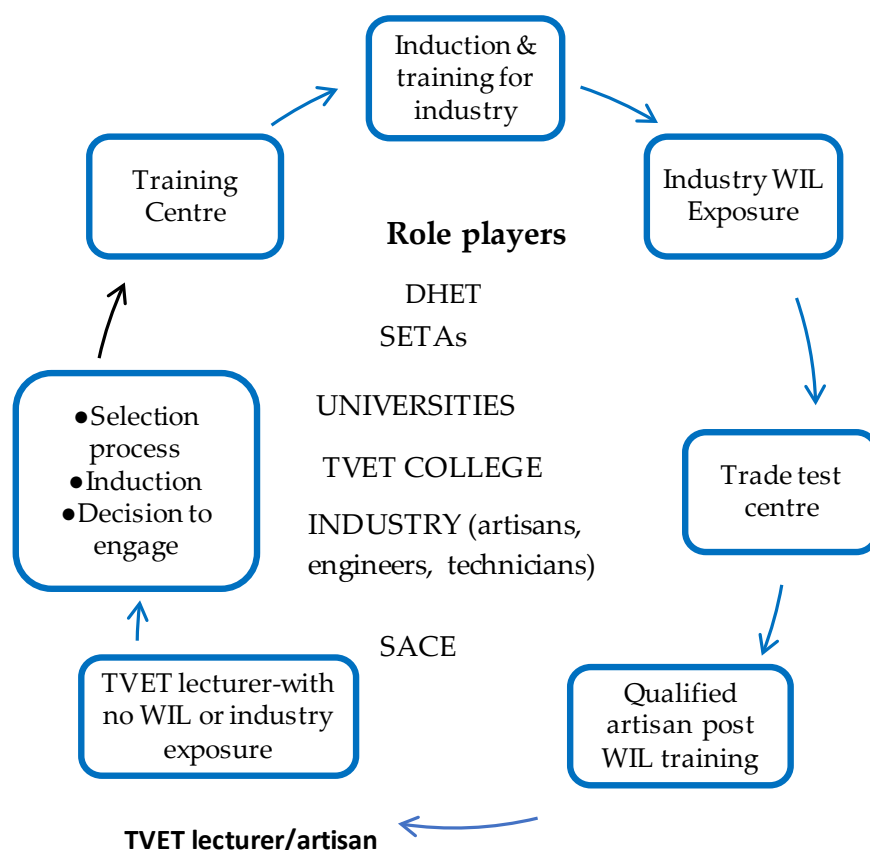 Induction &
training for
industry
Training
Centre
Industry WIL
Exposure
Role players
DHET
SETAs
●Selection
process
●Induction
●Decision to
engage
UNIVERSITIES
TVET COLLEGE
INDUSTRY (artisans,
engineers, technicians)
Trade test
centre
SACE
TVET lecturer-with
no WIL or industry
exposure
Qualified
artisan post
WIL training
TVET lecturer/artisan